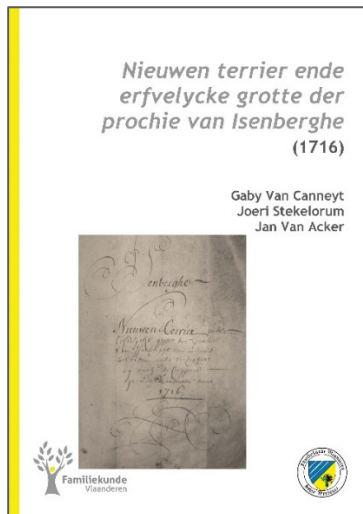 Nieuwen terrier ende
erfvelycke grotte der
prochie van Isenberghe
(1716)
Gaby Van Canneyt
Joeri Stekelorum
Jan Van Acker
enberghe
Nieuwen Terrier
1716
Familiekunde
Vlaanderen